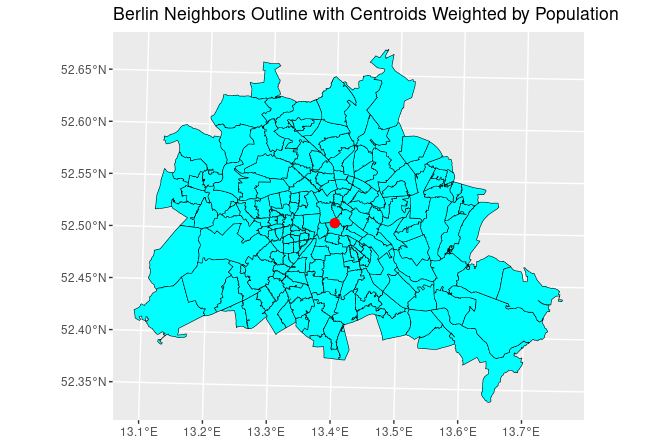 Berlin Neighbors Outline with Centroids Weighted by Population
52.65°N
52.60°N
52.55°N
52.50°N
52.45°N
52.40°N
52.35°N
13.1°E 13.2°E 13.3°E 13.4°E 13.5°E 13.6°E 13.7°E